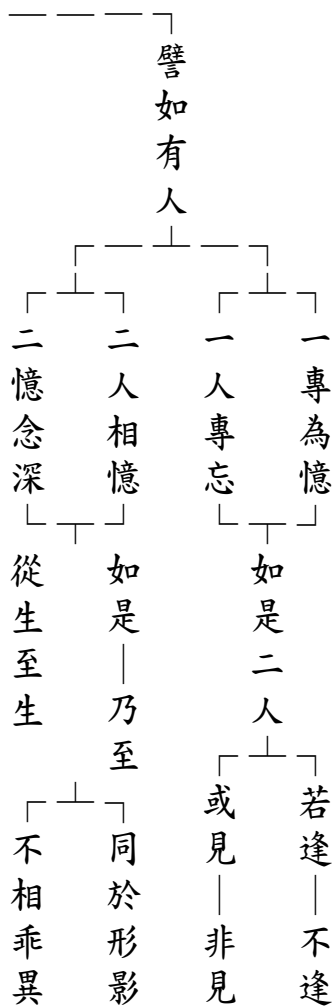 譬如有人
一專為憶
一人專忘
如是二人
若逢｜不逢
或見｜非見
二人相憶
二憶念深
如是｜乃至
從生至生
同於形影
不相乖異